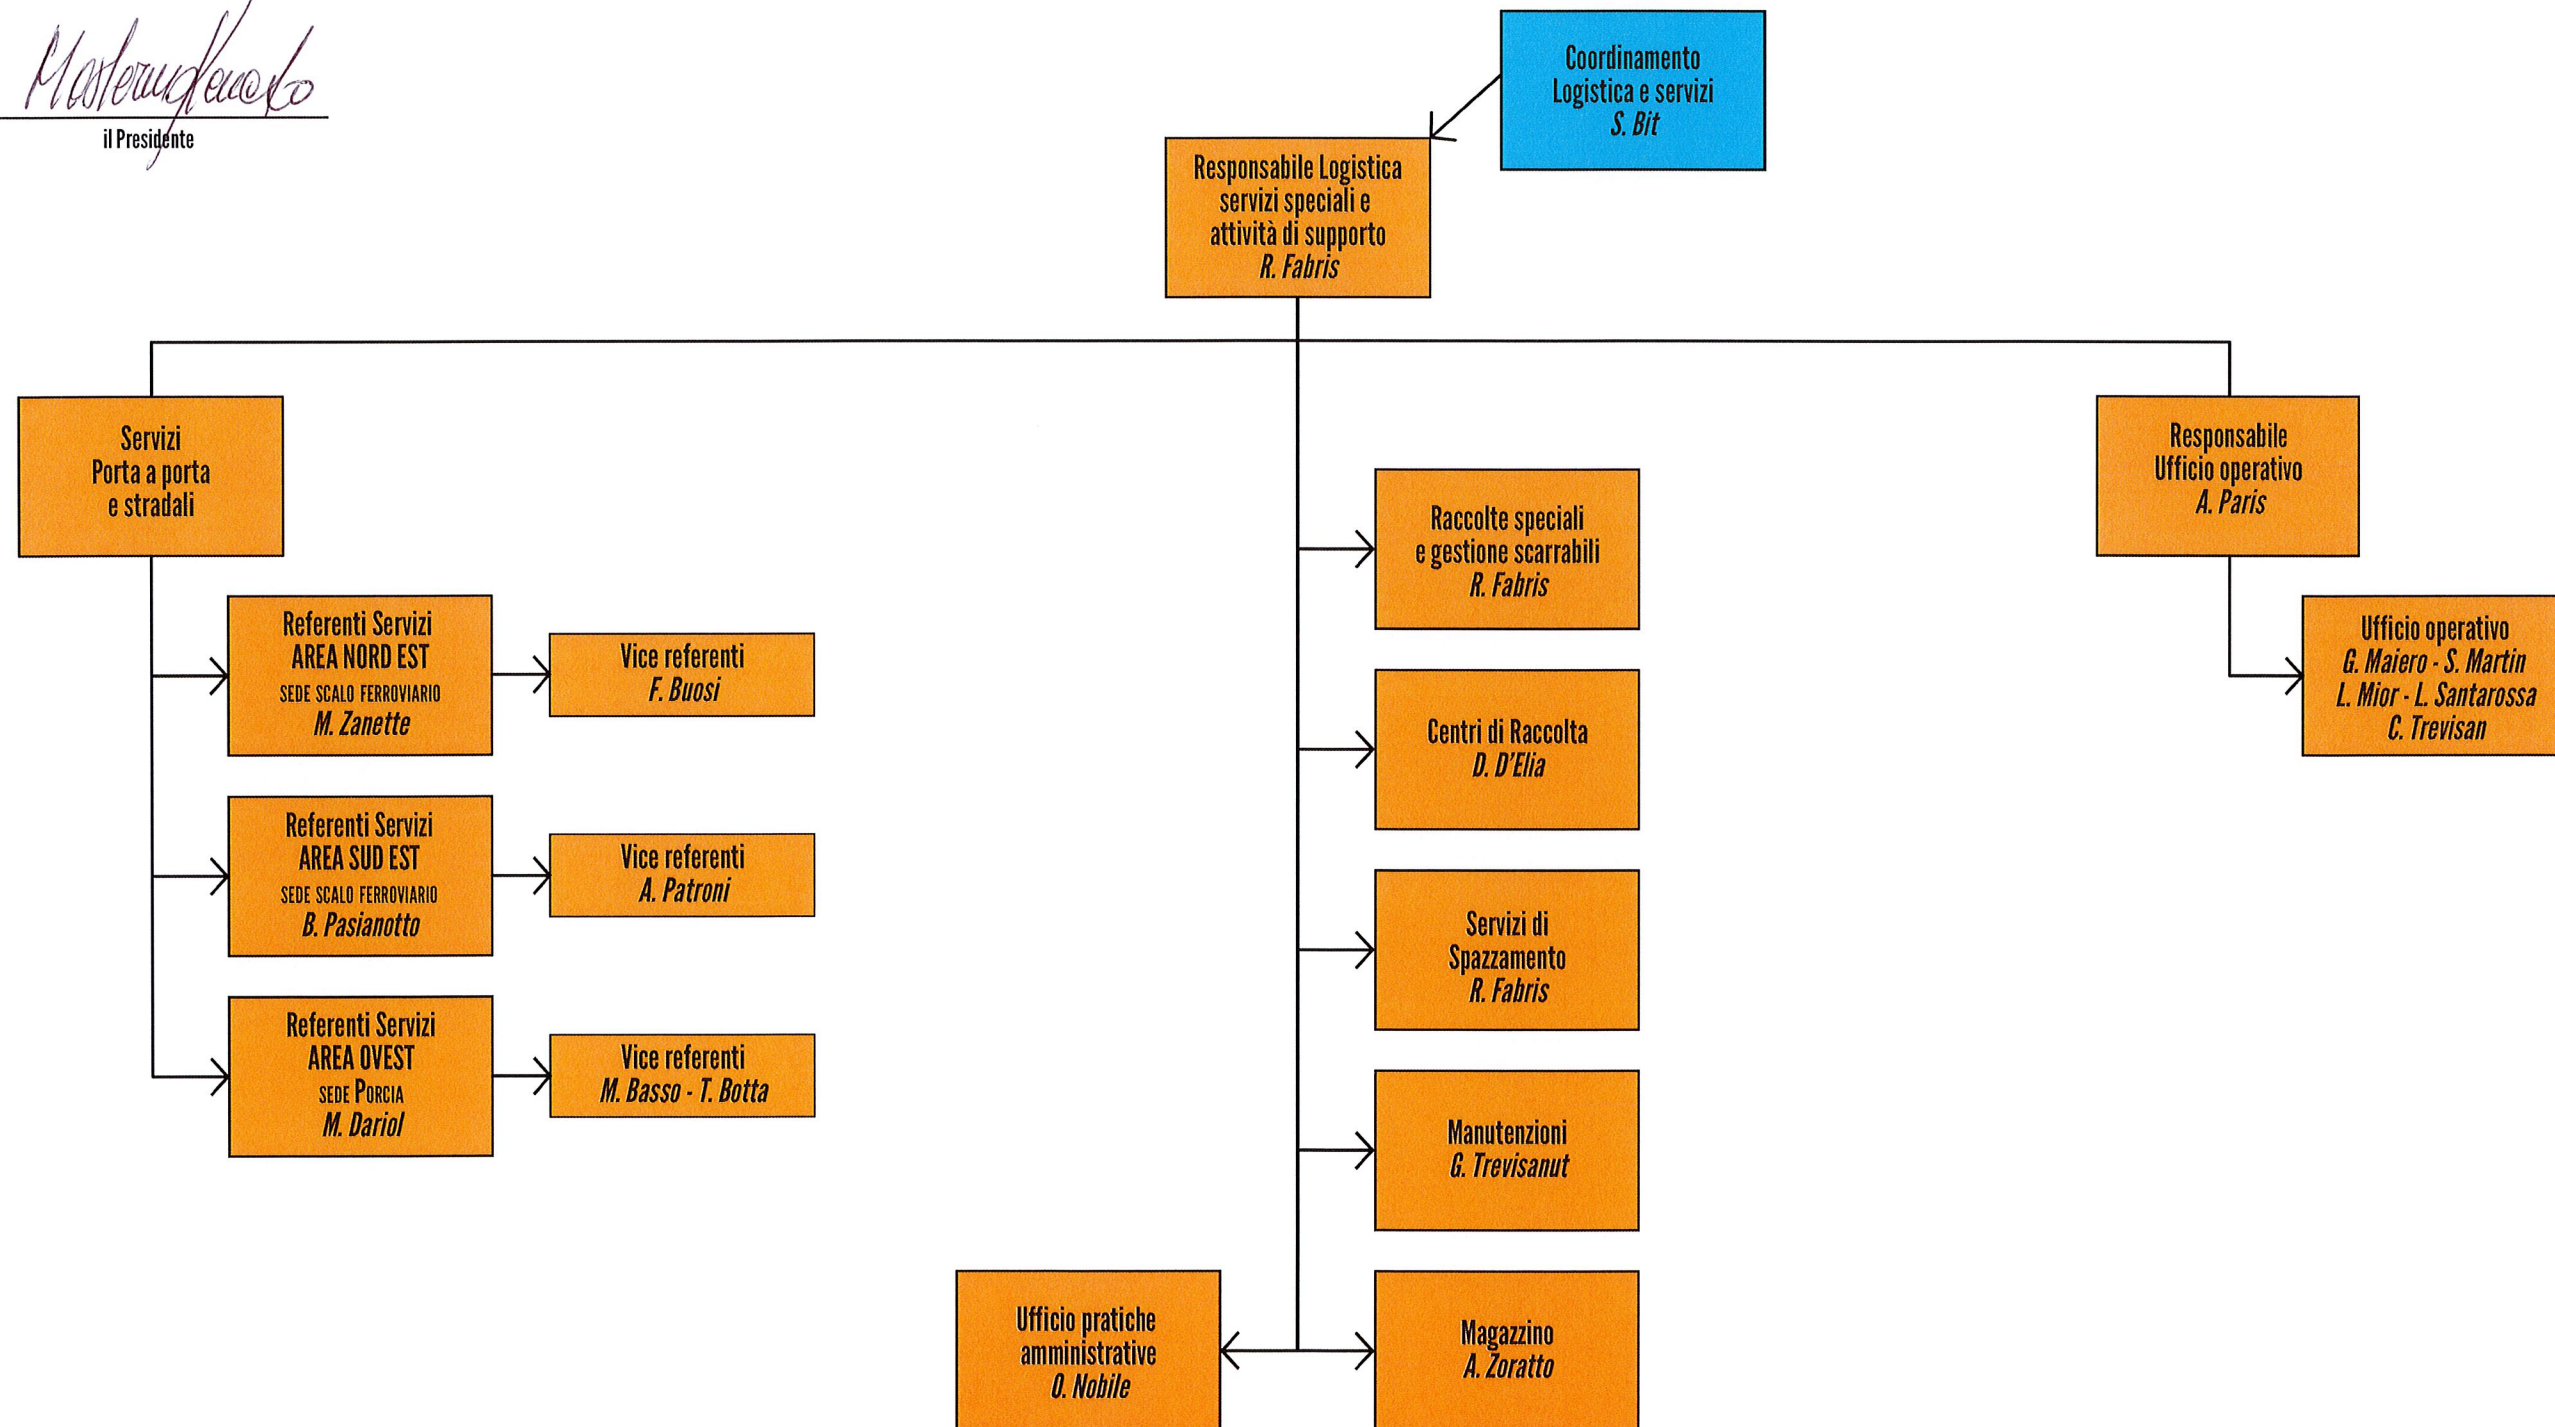 il Presidente
Coordinamento
Logistica e servizi
S. Bit
Responsabile Logistica
servizi speciali e
attività di supporto
R. Fabris
Servizi
Porta a porta
e stradali
Referenti Servizi
AREA NORD EST
SEDE SCALO FERROVIARIO
M. Zanette
Vice referenti
F. Buosi
Referenti Servizi
AREA SUD EST
SEDE SCALO FERROVIARIO
B. Pasianotto
Vice referenti
A. Patroni
Referenti Servizi
AREA OVEST
SEDE PORCIA
M. Dariol
Vice referenti
M. Basso - T. Botta
Raccolte speciali
e gestione scarrabili
R. Fabris
Centri di Raccolta
D. D'Elia
Servizi di
Spazzamento
R. Fabris
Manutenzioni
G. Trevisanut
Ufficio pratiche
amministrative
O. Nobile
Magazzino
A. Zoratto
Responsabile
Ufficio operativo
A. Paris
Ufficio operativo
G. Maiero - S. Martin
L. Mior - L. Santarossa
C. Trevisan